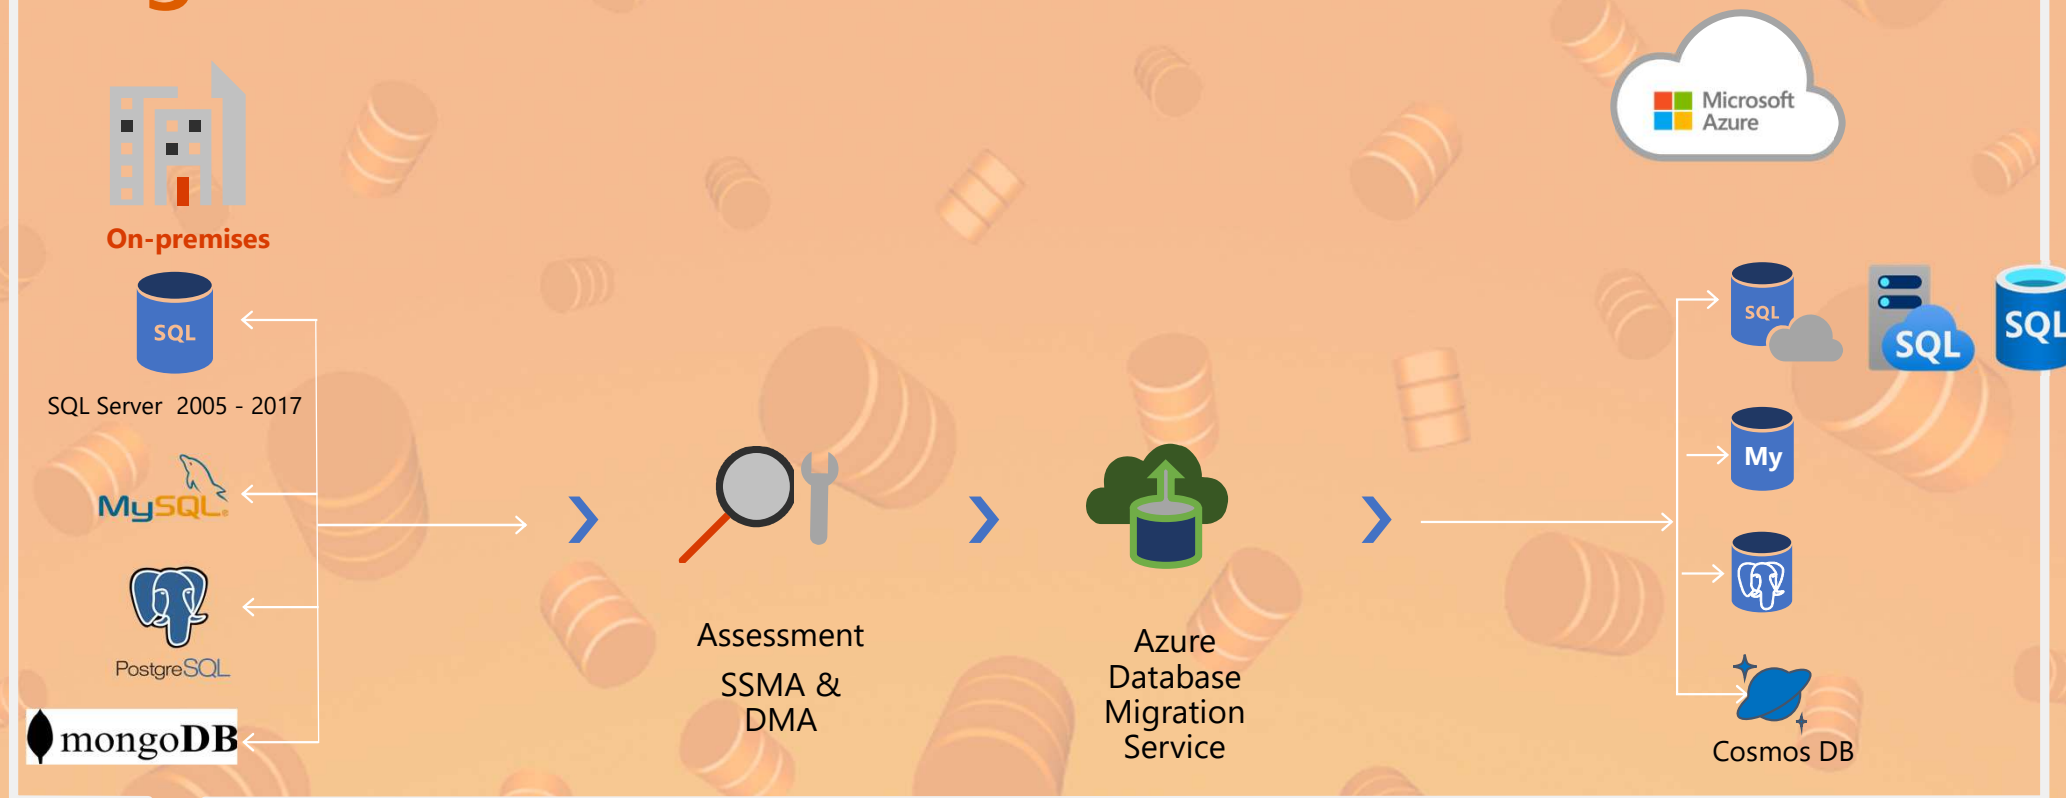 Microsoft
Azure
On-premises
SQL
SQL Server 2005 - 2017
MySQL
PostgreSQL
mongoDB
Assessment
SSMA &
DMA
Azure
Database
Migration
Service
SQL
SQL
SQL
My
Cosmos DB